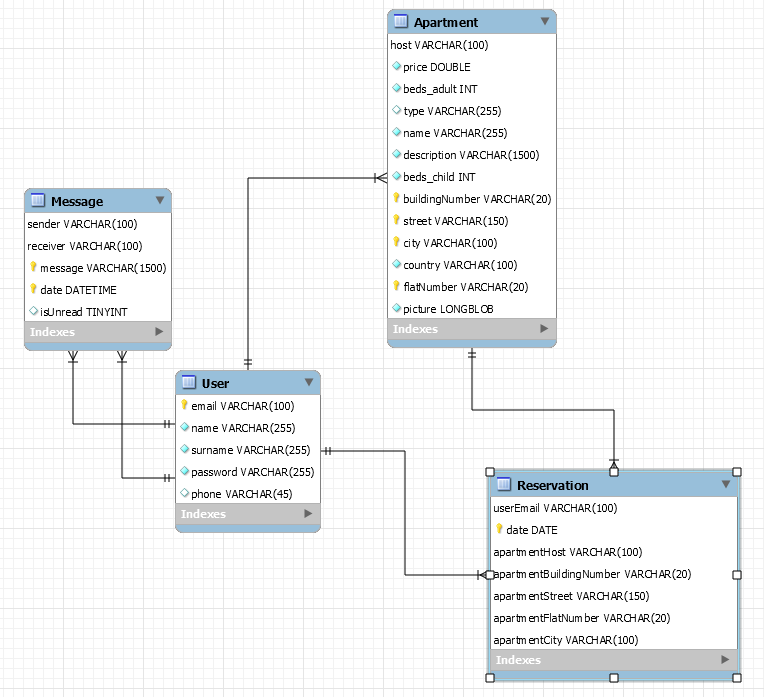 Apartment
host VARCHAR(100)
price DOUBLE
beds_adult INT
type VARCHAR(255)
name VARCHAR(255)
description VARCHAR(1500)
beds_child INT
buildingNumber VARCHAR(20)
street VARCHAR(150)
city VARCHAR(100)
country VARCHAR(100)
flatNumber VARCHAR(20)
picture LONGBLOB
Indexes
Message
sender VARCHAR(100)
receiver VARCHAR(100)
message VARCHAR(1500)
date DATETIME
isUnread TINYINT
Indexes
User
email VARCHAR(100)
name VARCHAR(255)
surname VARCHAR(255)
password VARCHAR(255)
phone VARCHAR(45)
Indexes
Reservation
userEmail VARCHAR(100)
date DATE
apartmentHost VARCHAR(100)
apartmentBuildingNumber VARCHAR(20)
apartmentStreet VARCHAR(150)
apartmentFlatNumber VARCHAR(20)
apartmentCity VARCHAR(100)
Indexes